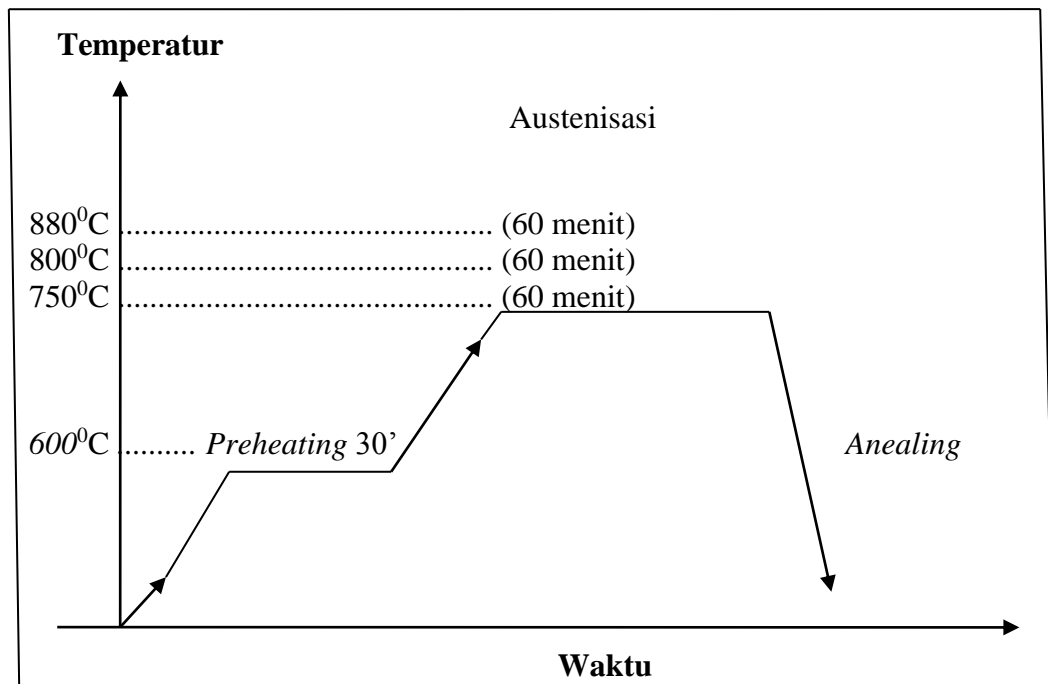 Temperatur
Austenisasi
880⁰C ........................................ (60 menit)
800⁰C ........................................ (60 menit)
750⁰C ........................................ (60 menit)
600⁰C .......... Preheating 30’
Anealing
Waktu